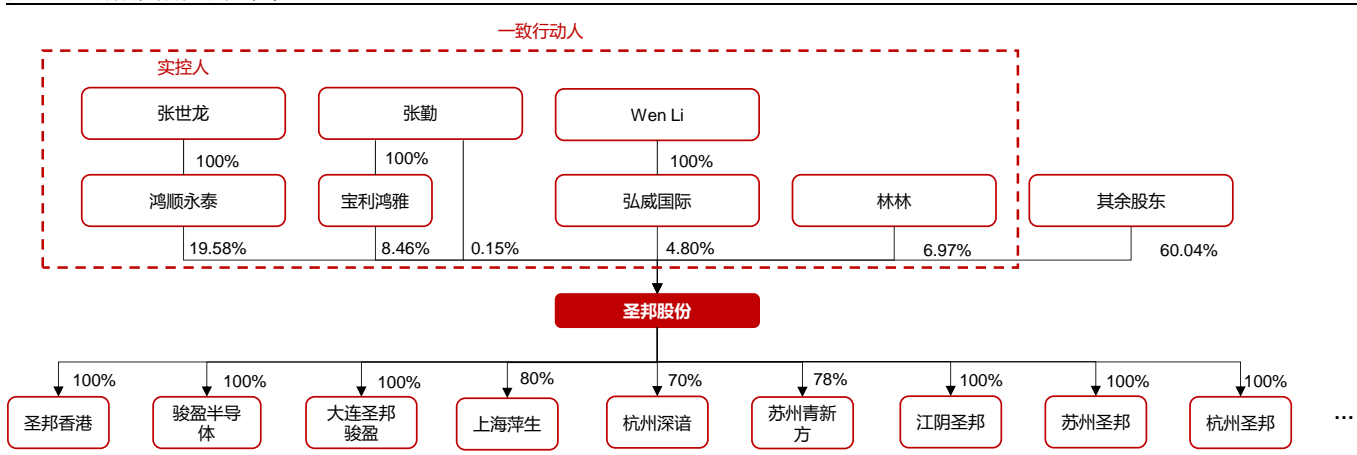 一致行动人
实控人
张世龙
张勤
Wen Li
100%
100%
100%
鸿顺永泰
宝利鸿雅
弘威国际
林林
其余股东
19.58%
8.46%
0.15%
4.80%
6.97%
60.04%
圣邦股份
100%
100%
100%
80%
70%
78%
100%
100%
100%
圣邦香港
骏盈半导
体
大连圣邦
骏盈
上海萍生
杭州深谙
苏州青新
方
江阴圣邦
苏州圣邦
杭州圣邦
...